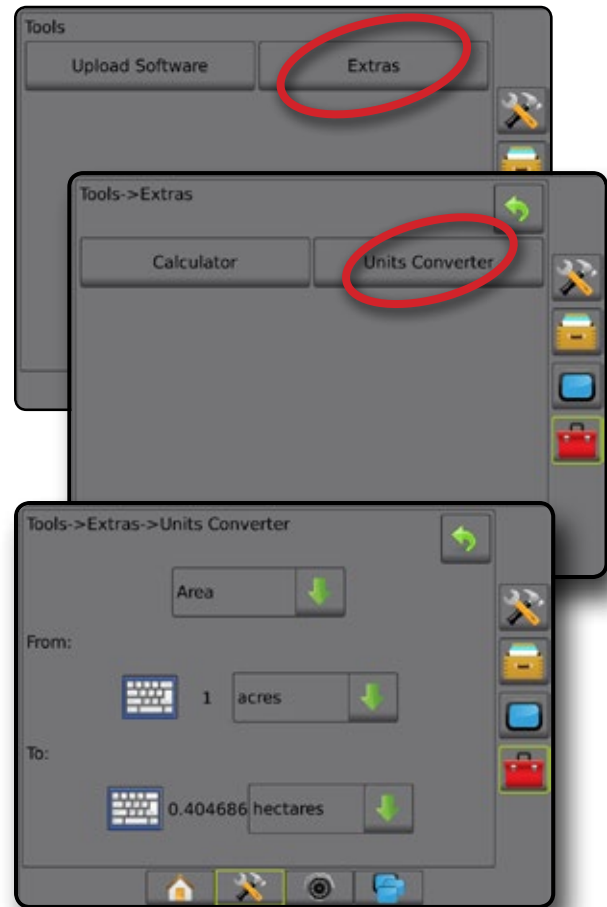 Tools
Upload Software Extras
Tools->Extras
Calculator Units Converter
Tools->Extras->Units Converter
Area
From:
1 acres
To:
0.404686 hectares